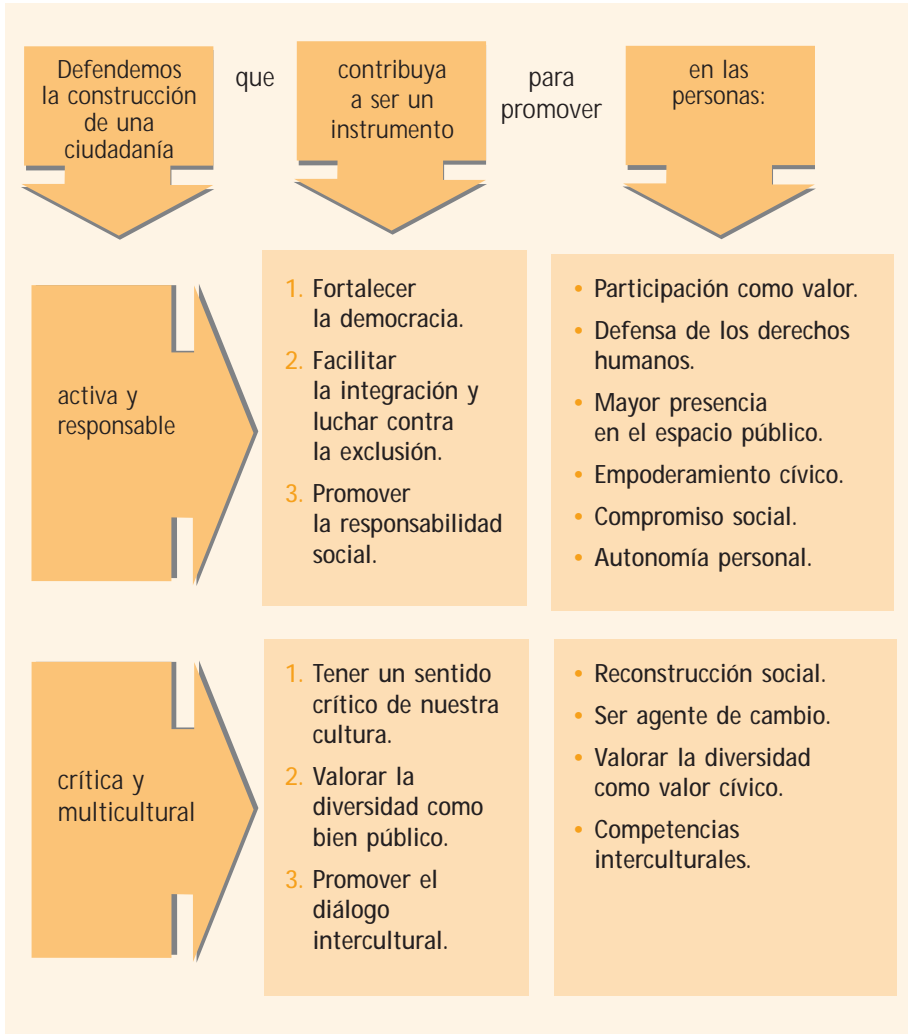 Defendemos
la construcción
de una
ciudadanía
que
contribuya
a ser un
instrumento
para
promover
en las
personas:
activa y
responsable
1. Fortalecer
la democracia.
2. Facilitar
la integración y
luchar contra
la exclusión.
3. Promover
la responsabilidad
social.
• Participación como valor.
• Defensa de los derechos
humanos.
• Mayor presencia
en el espacio público.
• Empoderamiento cívico.
• Compromiso social.
• Autonomía personal.
crítica y
multicultural
1. Tener un sentido
crítico de nuestra
cultura.
2. Valorar la
diversidad como
bien público.
3. Promover el
diálogo
intercultural.
• Reconstrucción social.
• Ser agente de cambio.
• Valorar la diversidad
como valor cívico.
• Competencias
interculturales.